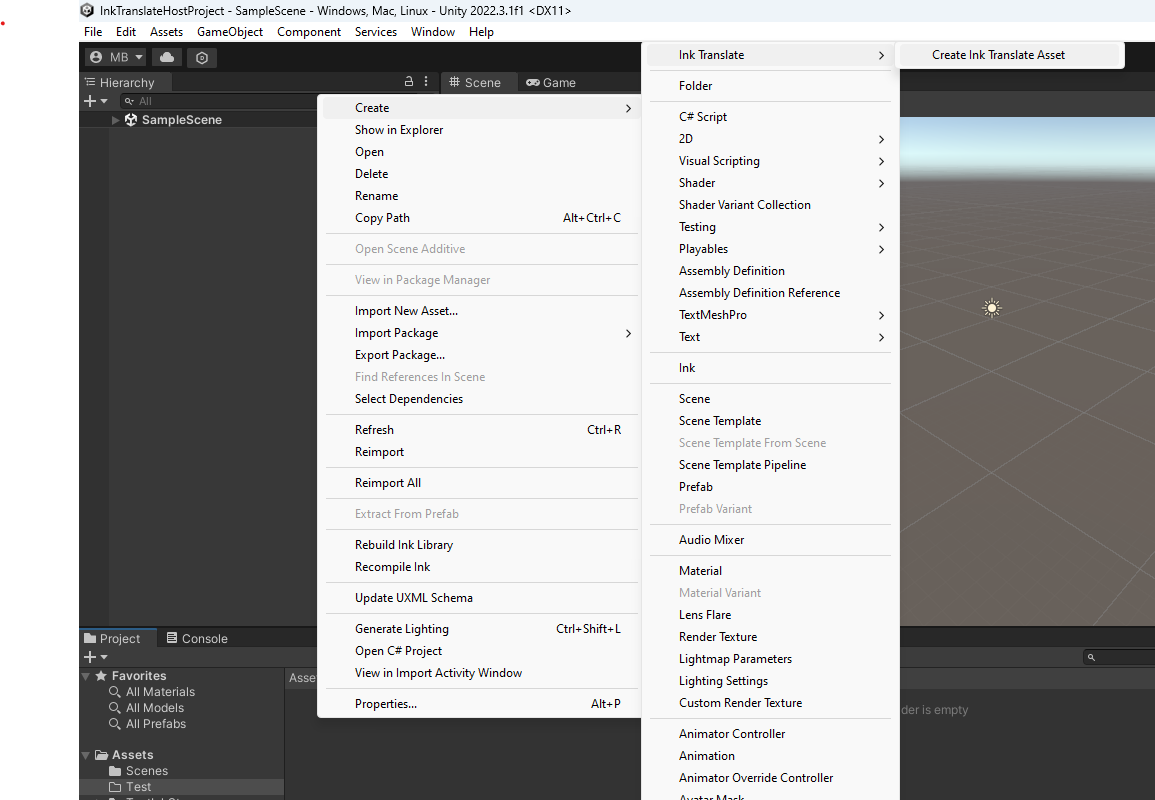 InkTranslateHostProject - SampleScene - Windows, Mac, Linux - Unity 2022.3.1f1 <DX11>
File Edit Assets GameObject Component Services Window Help
MB
Hierarchy
All
SampleScene
Scene
Game
Create
Show in Explorer
Open
Delete
Rename
Copy Path Alt+Ctrl+C
Open Scene Additive
View in Package Manager
Import New Asset...
Import Package
Export Package...
Find References In Scene
Select Dependencies
Refresh Ctrl+R
Reimport
Reimport All
Extract From Prefab
Rebuild Ink Library
Recompile Ink
Update UXML Schema
Generate Lighting Ctrl+Shift+L
Open C# Project
View in Import Activity Window
Properties... Alt+P
Ink Translate
Folder
C# Script
2D
Visual Scripting
Shader
Shader Variant Collection
Testing
Playables
Assembly Definition
Assembly Definition Reference
TextMeshPro
Text
Ink
Scene
Scene Template
Scene Template From Scene
Scene Template Pipeline
Prefab
Prefab Variant
Audio Mixer
Material
Material Variant
Lens Flare
Render Texture
Lightmap Parameters
Lighting Settings
Custom Render Texture
Animator Controller
Animation
Animator Override Controller
Avatar Mask
Create Ink Translate Asset
Project
Console
Favorites
All Materials
All Models
All Prefabs
Assets
Scenes
Test
Asse
der is empty